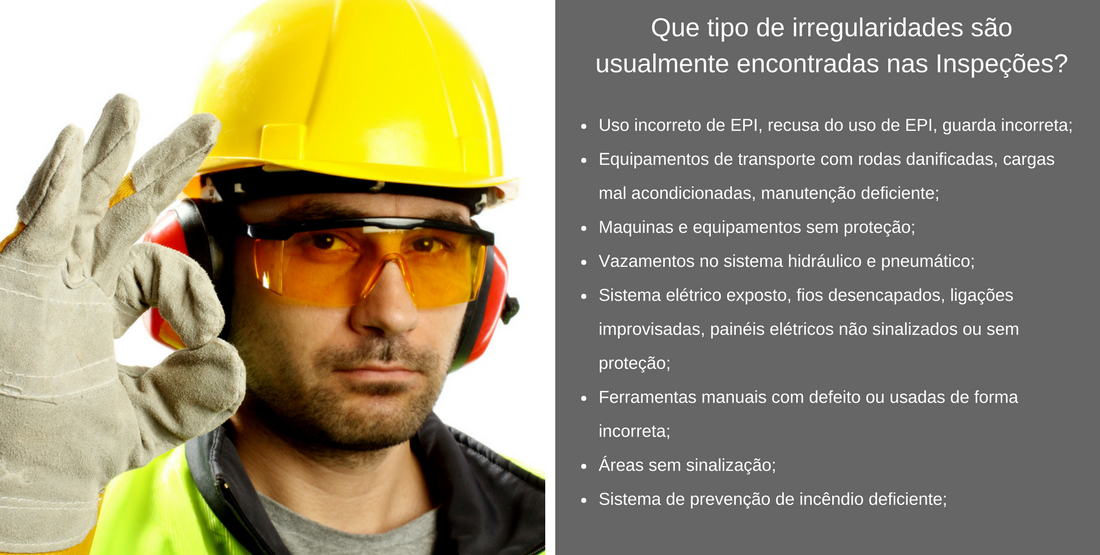 Que tipo de irregularidades são
usualmente encontradas nas Inspeções?
• Uso incorreto de EPI, recusa do uso de EPI, guarda incorreta;
• Equipamentos de transporte com rodas danificadas, cargas
mal acondicionadas, manutenção deficiente;
• Maquinas e equipamentos sem proteção;
• Vazamentos no sistema hidráulico e pneumático;
• Sistema elétrico exposto, fios desencapados, ligações
improvisadas, painéis elétricos não sinalizados ou sem
proteção;
• Ferramentas manuais com defeito ou usadas de forma
incorreta;
• Áreas sem sinalização;
• Sistema de prevenção de incêndio deficiente;